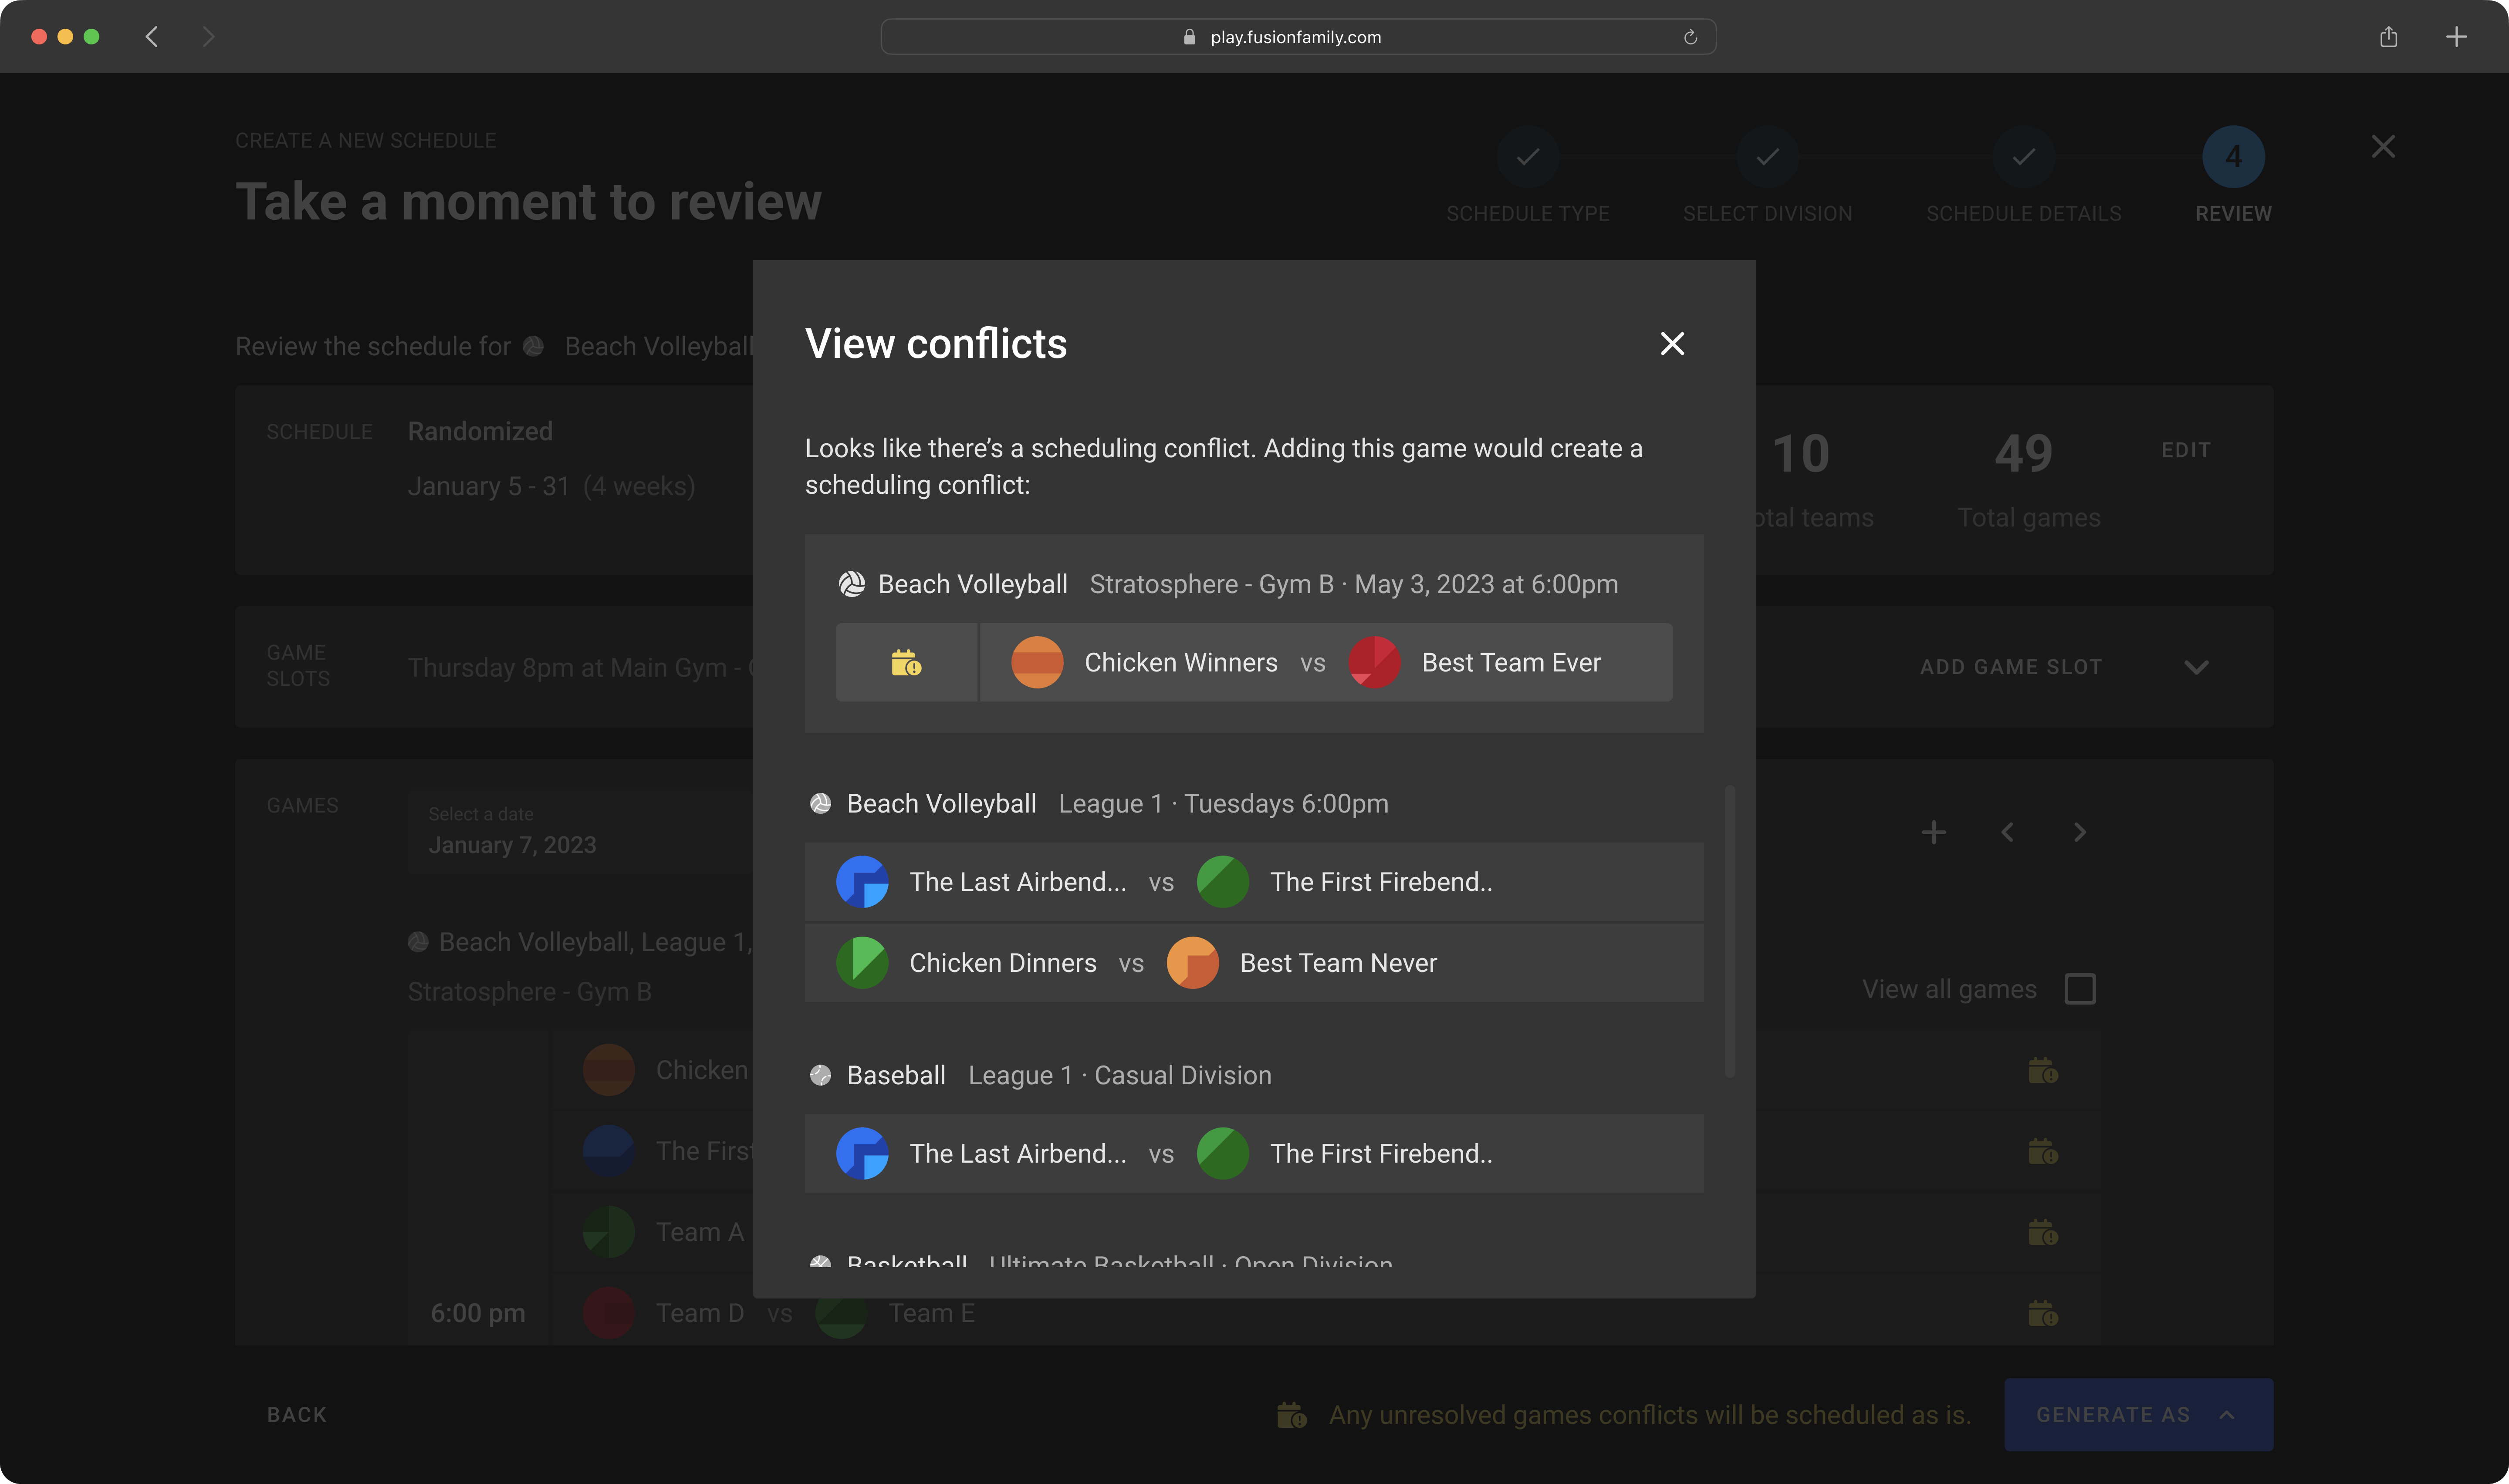 play.fusionfamily.com
CREATE A NEW SCHEDULE
Take a moment to review
4
SCHEDULE TYPE
SELECT DIVISION
SCHEDULE DETAILS
REVIEW
Review the schedule for Beach Volleyball
SCHEDULE
Randomized
January 5 - 31 (4 weeks)
10
otal teams
49
Total games
EDIT
GAME
SLOTS
Thursday 8pm at Main Gym -
ADD GAME SLOT
GAMES
Select a date
January 7, 2023
Beach Volleyball, League 1,
Stratosphere - Gym B
View all games
Chicken
The First
Team A
6:00 pm
Team D vs Team E
View conflicts
Looks like there’s a scheduling conflict. Adding this game would create a
scheduling conflict:
Beach Volleyball Stratosphere - Gym B · May 3, 2023 at 6:00pm
Chicken Winners vs Best Team Ever
Beach Volleyball League 1 · Tuesdays 6:00pm
The Last Airbend... vs The First Firebend..
Chicken Dinners vs Best Team Never
Baseball League 1 · Casual Division
The Last Airbend... vs The First Firebend..
Basketball Ultimate Basketball · Open Division
BACK
Any unresolved games conflicts will be scheduled as is.
GENERATE AS